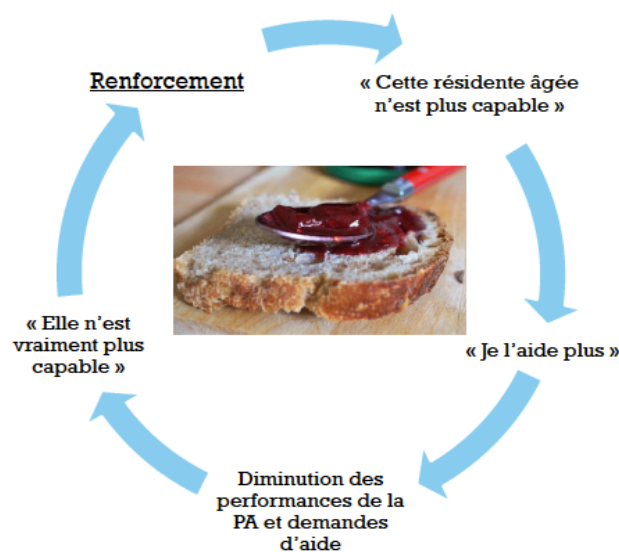 Renforcement
« Cette résidente âgée
n’est plus capable »
« Je l’aide plus »
Diminution des
performances de la
PA et demandes
d’aide
« Elle n’est
vraiment plus
capable »